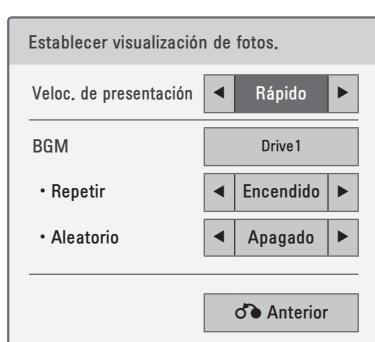 Establecer visualización de fotos.
Veloc. de presentación ◀ Rápido ▶
BGM Drive1
• Repetir ◀ Encendido ▶
• Aleatorio ◀ Apagado ▶
Anterior